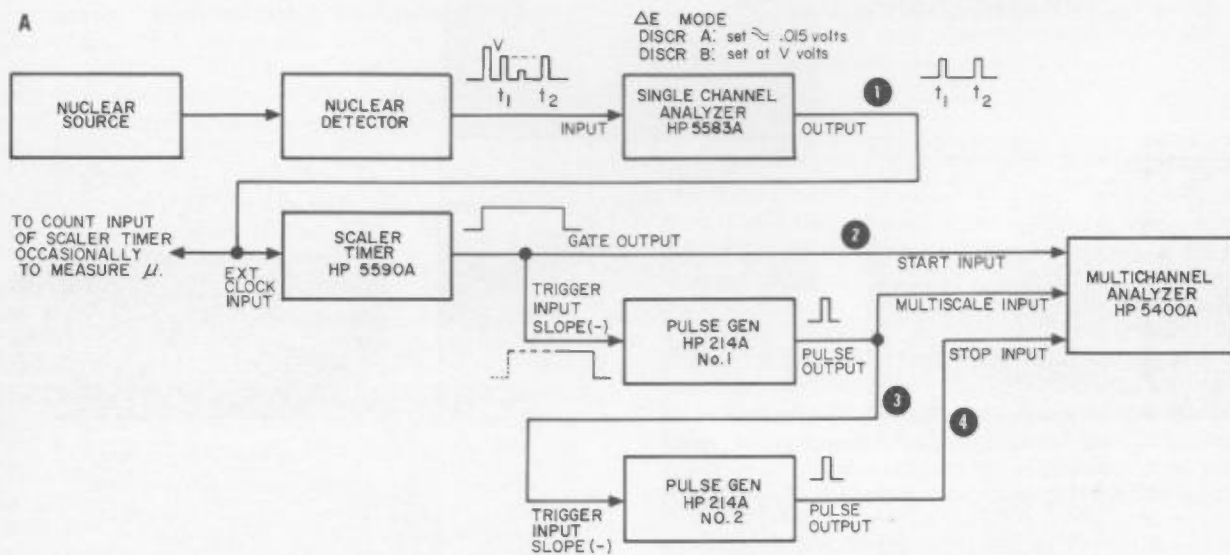 A
ΔE MODE
DISCR A: set ≈ .015 volts
DISCR B: set at V volts
NUCLEAR
SOURCE
NUCLEAR
DETECTOR
V
t1 t2
INPUT
SINGLE CHANNEL
ANALYZER
HP 5583A
OUTPUT
1
t1 t2
TO COUNT INPUT
OF SCALER TIMER
OCCASIONALLY
TO MEASURE μ.
EXT
CLOCK
INPUT
SCALER
TIMER
HP 5590A
GATE OUTPUT
2
START INPUT
MULTISCALE INPUT
STOP INPUT
MULTICHANNEL
ANALYZER
HP 5400A
TRIGGER
INPUT
SLOPE(-)
PULSE GEN
HP 214A
No.1
PULSE
OUTPUT
3
4
TRIGGER
INPUT
SLOPE(-)
PULSE GEN
HP 214A
NO.2
PULSE
OUTPUT